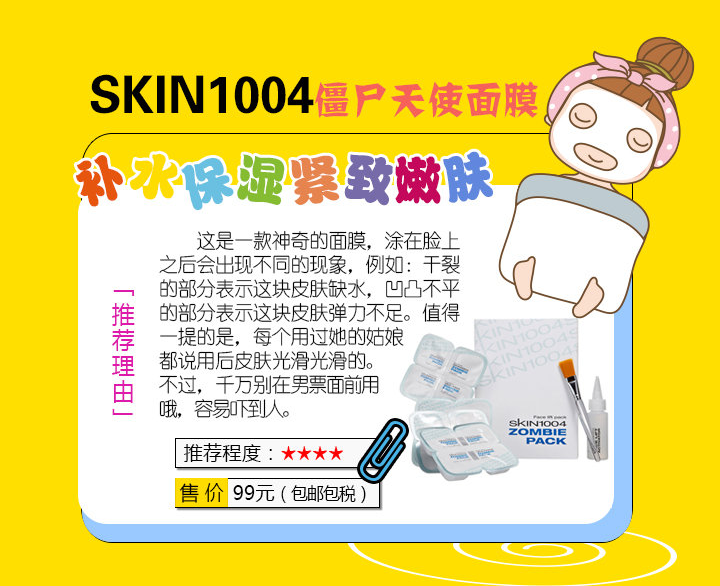 SKIN1004僵尸天使面膜
补水保湿紧致嫩肤
「推荐理由」
这是一款神奇的面膜，涂在脸上
之后会出现不同的现象，例如：干裂
的部分表示这块皮肤缺水，凹凸不平
的部分表示这块皮肤弹力不足。值得
一提的是，每个用过她的姑娘
都说用后皮肤光滑光滑的。
不过，千万别在男票面前用
哦，容易吓到人。
SKIN1004
SKIN1004
Face lift pack
SKIN1004
ZOMBIE
PACK
推荐程度：★★★★
售价 99元（包邮包税）